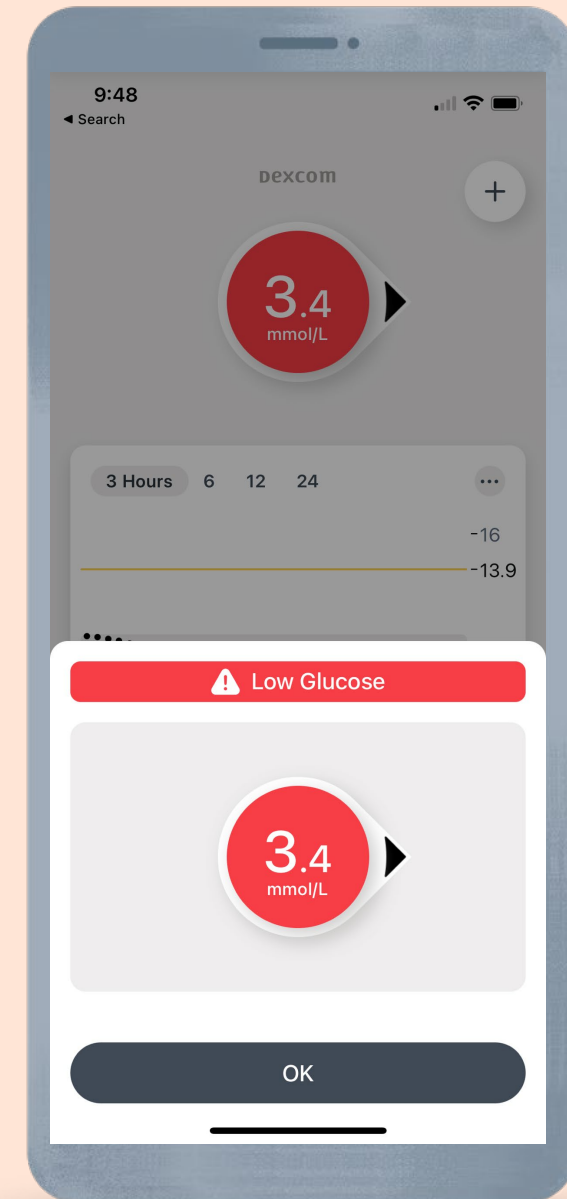 9:48
◀ Search
Dexcom
+
3.4
mmol/L
3 Hours 6 12 24
...
-16
-13.9
Low Glucose
3.4
mmol/L
OK